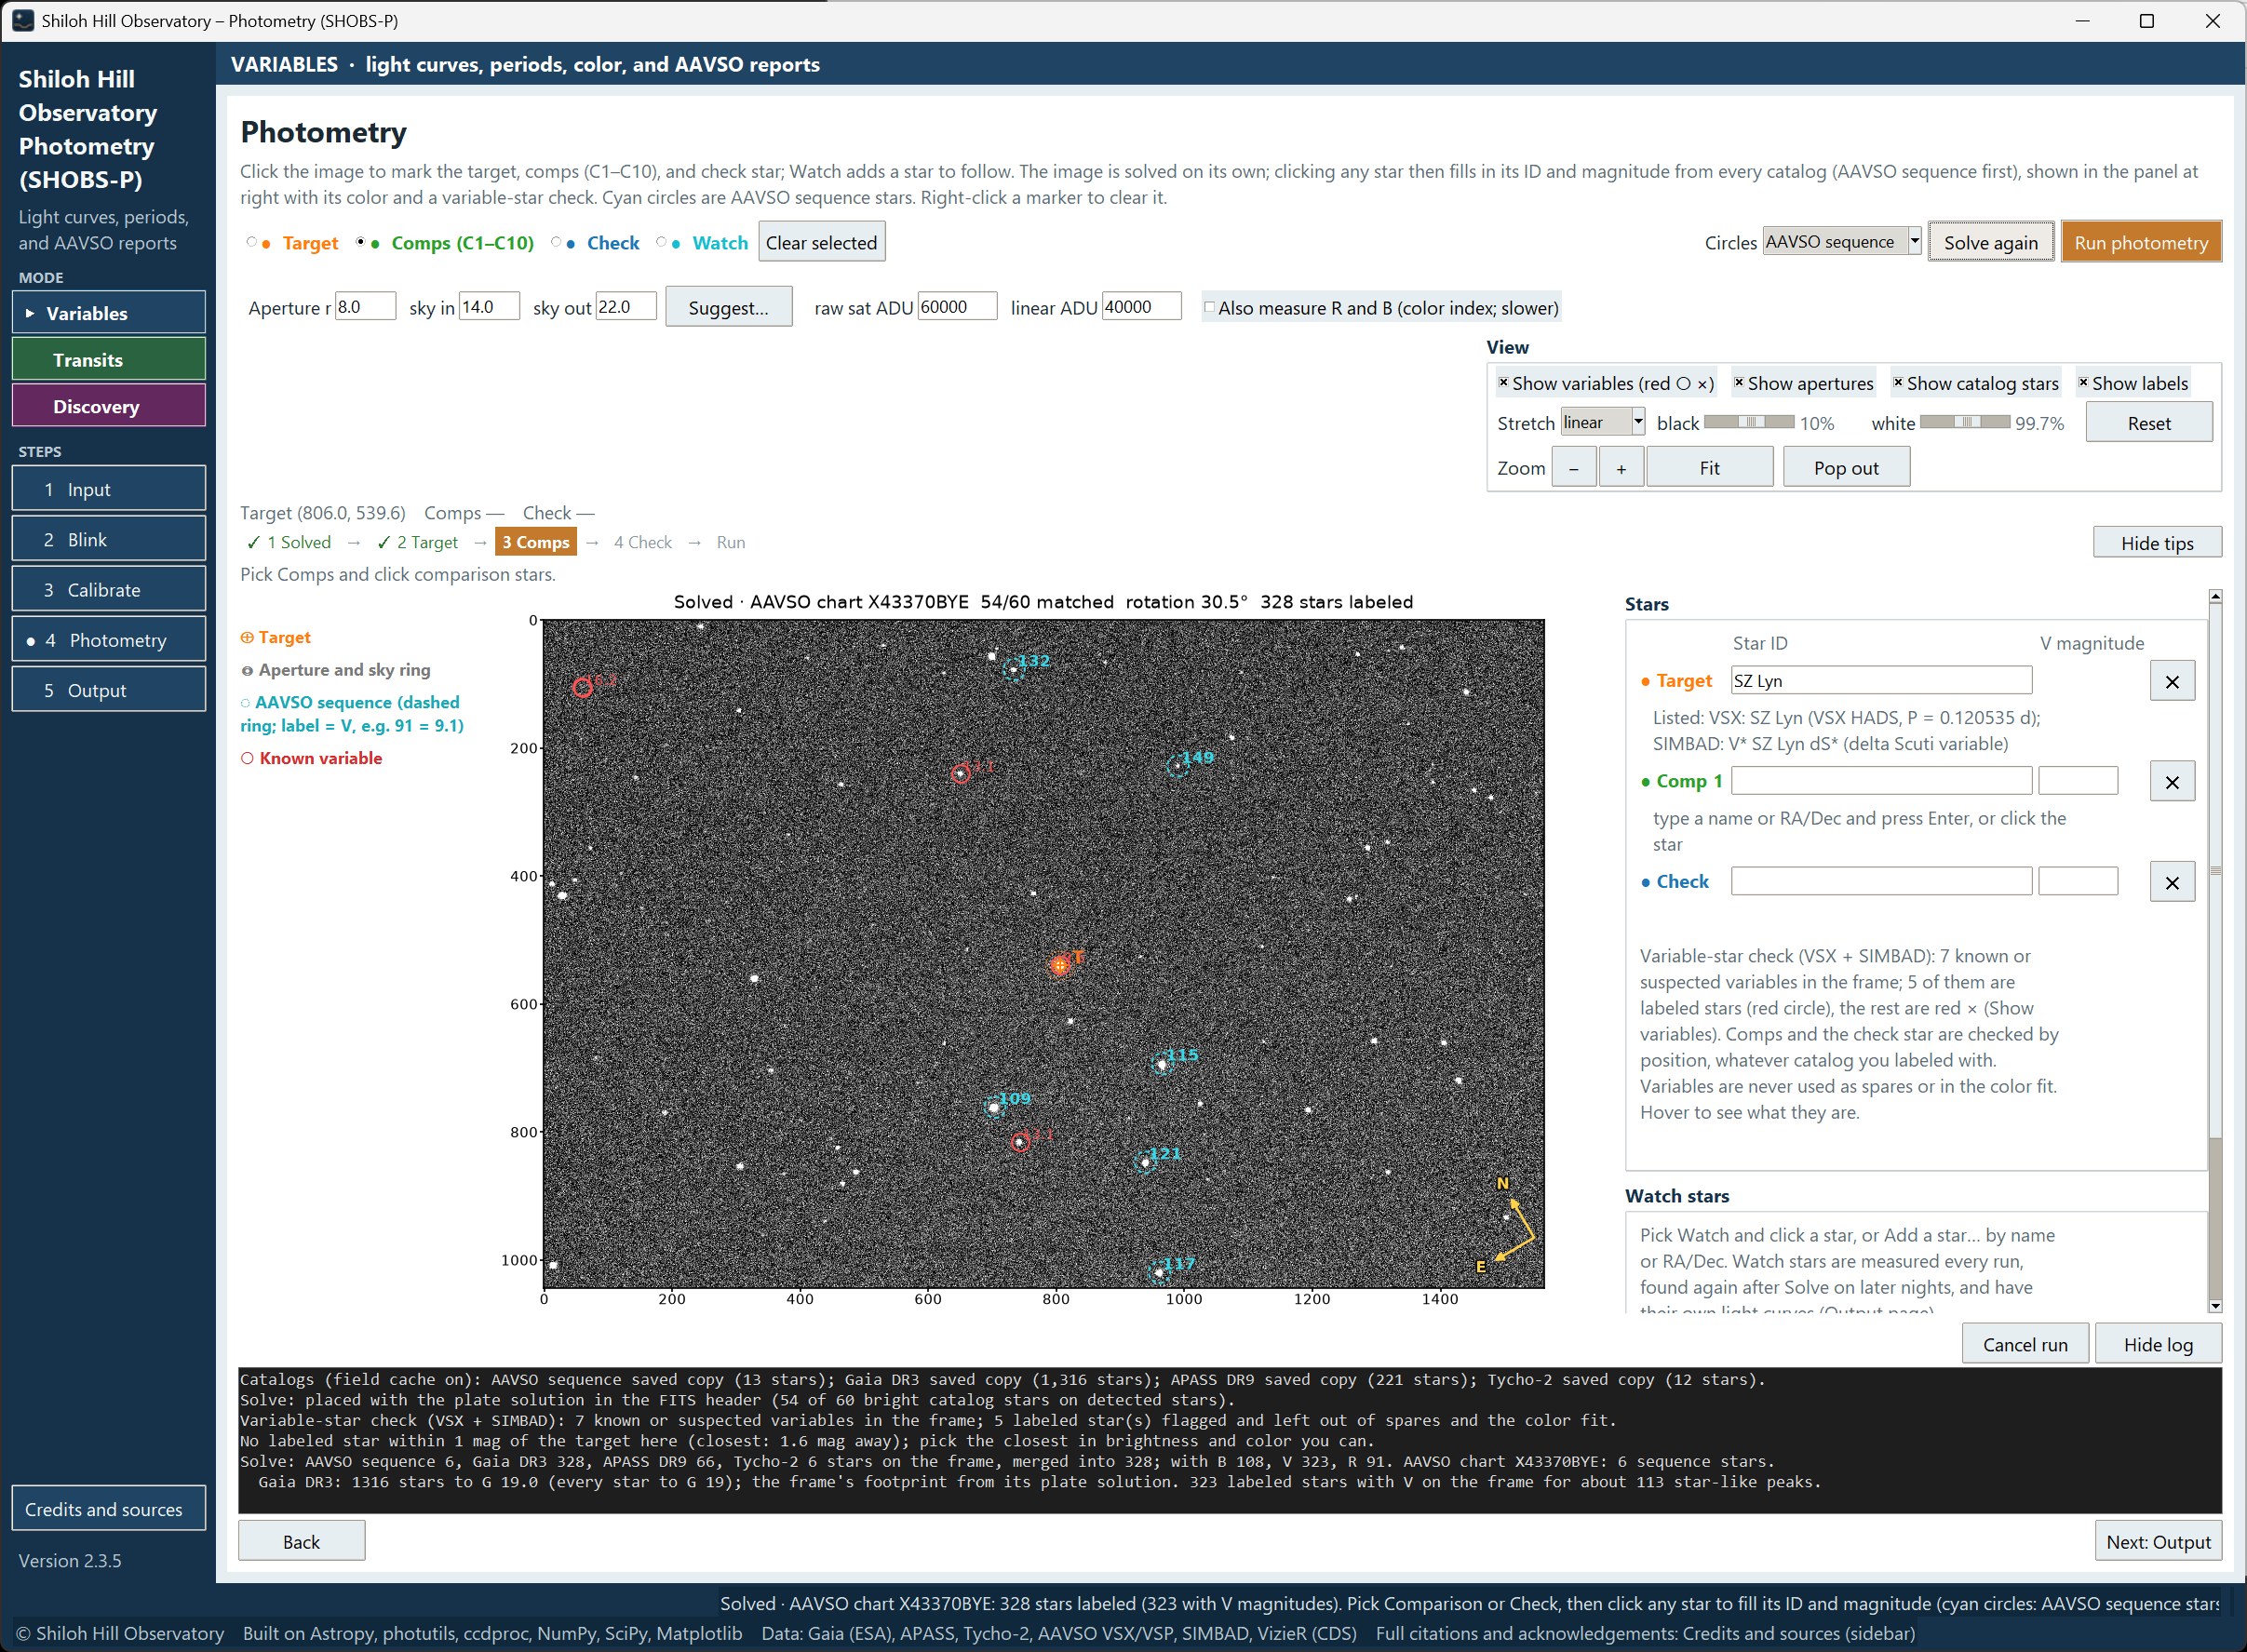 Shiloh Hill Observatory – Photometry (SHOBS-P)
Shiloh Hill
Observatory
Photometry
(SHOBS-P)
Light curves, periods,
and AAVSO reports
MODE
Variables
Transits
Discovery
STEPS
1 Input
2 Blink
3 Calibrate
4 Photometry
5 Output
Credits and sources
Version 2.3.5
VARIABLES · light curves, periods, color, and AAVSO reports
Photometry
Click the image to mark the target, comps (C1–C10), and check star; Watch adds a star to follow. The image is solved on its own; clicking any star then fills in its ID and magnitude from every catalog (AAVSO sequence first), shown in the panel at
right with its color and a variable-star check. Cyan circles are AAVSO sequence stars. Right-click a marker to clear it.
Target Comps (C1–C10) Check Watch Clear selected Circles AAVSO sequence Solve again Run photometry
Aperture r 8.0 sky in 14.0 sky out 22.0 Suggest... raw sat ADU 60000 linear ADU 40000 Also measure R and B (color index; slower)
View
Show variables (red ○ ×) Show apertures Show catalog stars Show labels
Stretch linear black 10% white 99.7% Reset
Zoom – + Fit Pop out
Target (806.0, 539.6) Comps — Check —
✓ 1 Solved → ✓ 2 Target → 3 Comps → 4 Check → Run
Hide tips
Pick Comps and click comparison stars.
Solved · AAVSO chart X43370BYE 54/60 matched rotation 30.5° 328 stars labeled
Target
Aperture and sky ring
AAVSO sequence (dashed
ring; label = V, e.g. 91 = 9.1)
Known variable
0
200
400
600
800
1000
0 200 400 600 800 1000 1200 1400
132
149
T
115
109
121
117
N
E
Stars
Star ID V magnitude
Target SZ Lyn ×
Listed: VSX: SZ Lyn (VSX HADS, P = 0.120535 d);
SIMBAD: V* SZ Lyn dS* (delta Scuti variable)
Comp 1 ×
type a name or RA/Dec and press Enter, or click the
star
Check ×
Variable-star check (VSX + SIMBAD): 7 known or
suspected variables in the frame; 5 of them are
labeled stars (red circle), the rest are red × (Show
variables). Comps and the check star are checked by
position, whatever catalog you labeled with.
Variables are never used as spares or in the color fit.
Hover to see what they are.
Watch stars
Pick Watch and click a star, or Add a star... by name
or RA/Dec. Watch stars are measured every run,
found again after Solve on later nights, and have
their own light curves (Output page).
Cancel run Hide log
Catalogs (field cache on): AAVSO sequence saved copy (13 stars); Gaia DR3 saved copy (1,316 stars); APASS DR9 saved copy (221 stars); Tycho-2 saved copy (12 stars).
Solve: placed with the plate solution in the FITS header (54 of 60 bright catalog stars on detected stars).
Variable-star check (VSX + SIMBAD): 7 known or suspected variables in the frame; 5 labeled star(s) flagged and left out of spares and the color fit.
No labeled star within 1 mag of the target here (closest: 1.6 mag away); pick the closest in brightness and color you can.
Solve: AAVSO sequence 6, Gaia DR3 328, APASS DR9 66, Tycho-2 6 stars on the frame, merged into 328; with B 108, V 323, R 91. AAVSO chart X43370BYE: 6 sequence stars.
Gaia DR3: 1316 stars to G 19.0 (every star to G 19); the frame's footprint from its plate solution. 323 labeled stars with V on the frame for about 113 star-like peaks.
Back Next: Output
Solved · AAVSO chart X43370BYE: 328 stars labeled (323 with V magnitudes). Pick Comparison or Check, then click any star to fill its ID and magnitude (cyan circles: AAVSO sequence stars
© Shiloh Hill Observatory Built on Astropy, photutils, ccdproc, NumPy, SciPy, Matplotlib Data: Gaia (ESA), APASS, Tycho-2, AAVSO VSX/VSP, SIMBAD, VizieR (CDS) Full citations and acknowledgements: Credits and sources (sidebar)